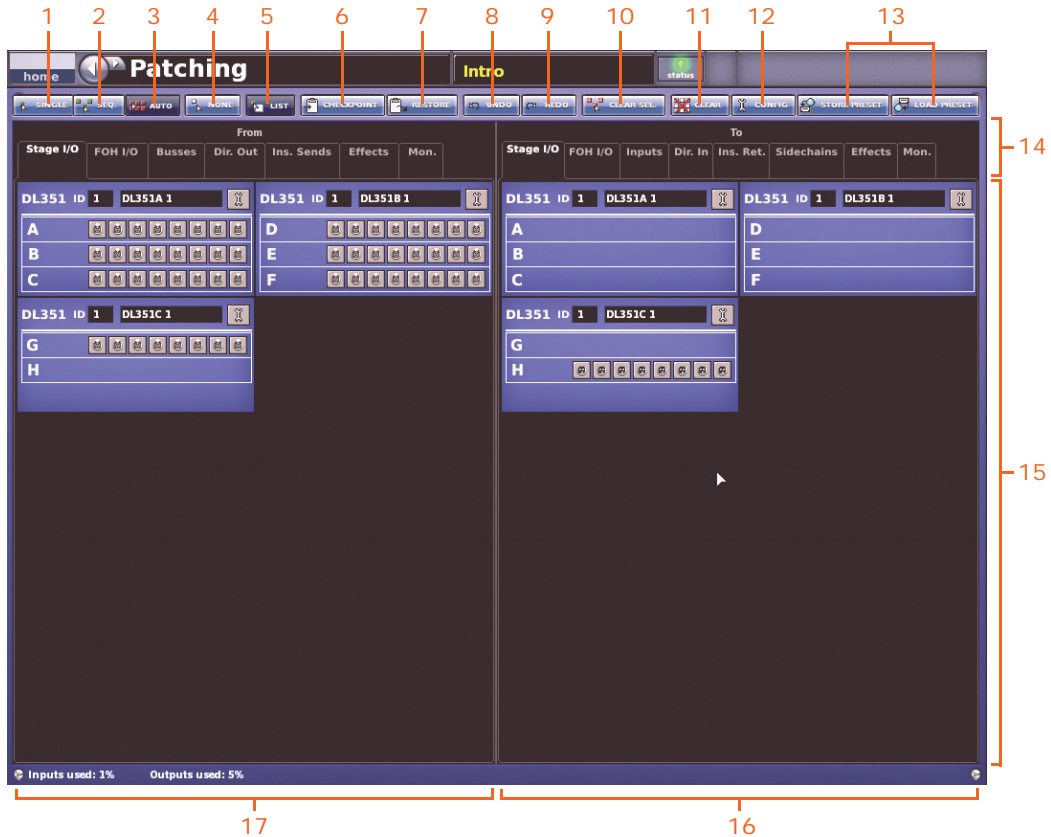 1 2 3 4 5 6 7 8 9 10 11 12 13
home Patching Intro status
SINGLE SEQ. AUTO NONE LIST CHECKPOINT RESTORE UNDO REDO CLEAR SEL. CLEAR CONFIG STORE PRESET LOAD PRESET
From To
14
Stage I/O FOH I/O Busses Dir. Out Ins. Sends Effects Mon.
Stage I/O FOH I/O Inputs Dir. In Ins. Ret. Sidechains Effects Mon.
DL351 ID 1 DL351A 1
A
B
C
DL351 ID 1 DL351B 1
D
E
F
DL351 ID 1 DL351C 1
G
H
DL351 ID 1 DL351A 1
A
B
C
DL351 ID 1 DL351B 1
D
E
F
DL351 ID 1 DL351C 1
G
H
15
Inputs used: 1% Outputs used: 5%
17 16